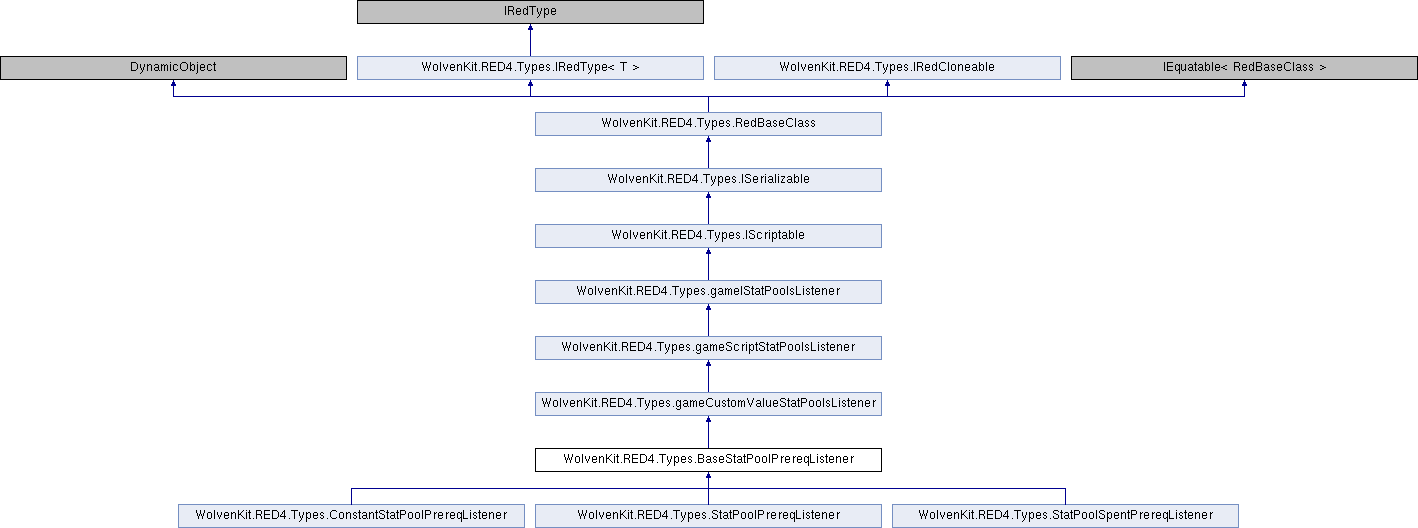 IRedType
DynamicObject
WolvenKit.RED4.Types.IRedType< T >
WolvenKit.RED4.Types.IRedCloneable
IEquatable< RedBaseClass >
WolvenKit.RED4.Types.RedBaseClass
WolvenKit.RED4.Types.ISerializable
WolvenKit.RED4.Types.IScriptable
WolvenKit.RED4.Types.gameIStatPoolsListener
WolvenKit.RED4.Types.gameScriptStatPoolsListener
WolvenKit.RED4.Types.gameCustomValueStatPoolsListener
WolvenKit.RED4.Types.BaseStatPoolPrereqListener
WolvenKit.RED4.Types.ConstantStatPoolPrereqListener
WolvenKit.RED4.Types.StatPoolPrereqListener
WolvenKit.RED4.Types.StatPoolSpentPrereqListener